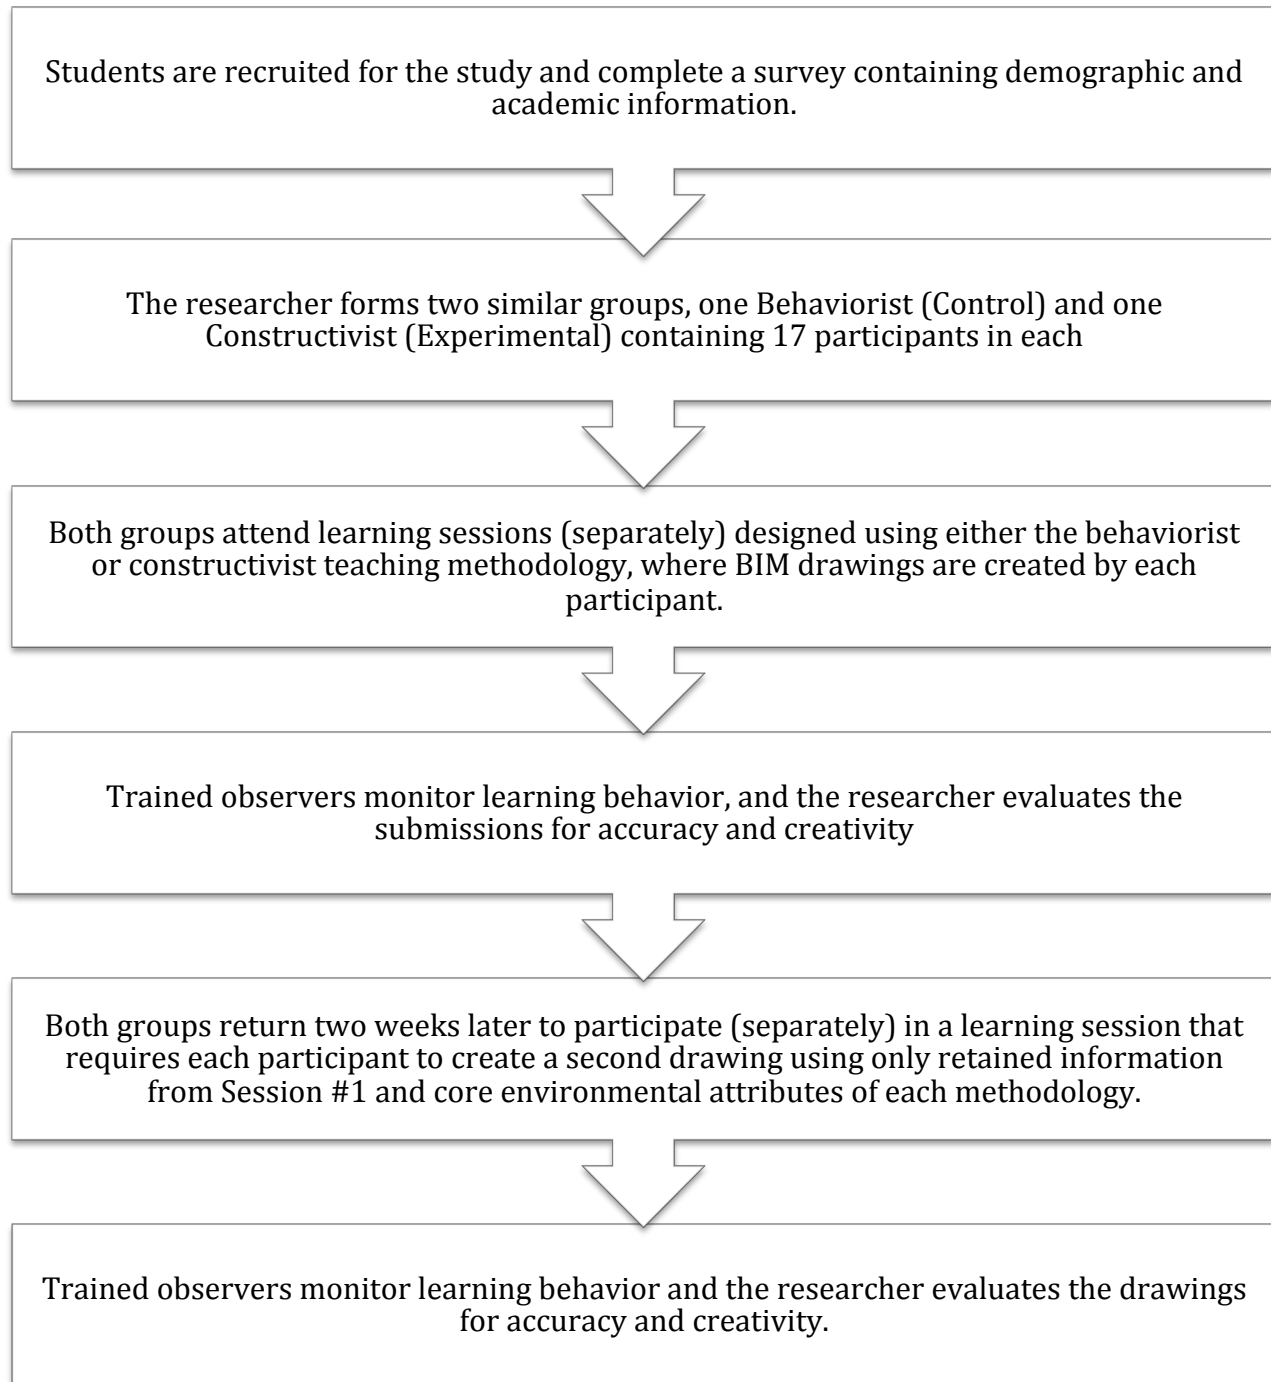 Students are recruited for the study and complete a survey containing demographic and
academic information.
The researcher forms two similar groups, one Behaviorist (Control) and one
Constructivist (Experimental) containing 17 participants in each
Both groups attend learning sessions (separately) designed using either the behaviorist
or constructivist teaching methodology, where BIM drawings are created by each
participant.
Trained observers monitor learning behavior, and the researcher evaluates the
submissions for accuracy and creativity
Both groups return two weeks later to participate (separately) in a learning session that
requires each participant to create a second drawing using only retained information
from Session #1 and core environmental attributes of each methodology.
Trained observers monitor learning behavior and the researcher evaluates the drawings
for accuracy and creativity.